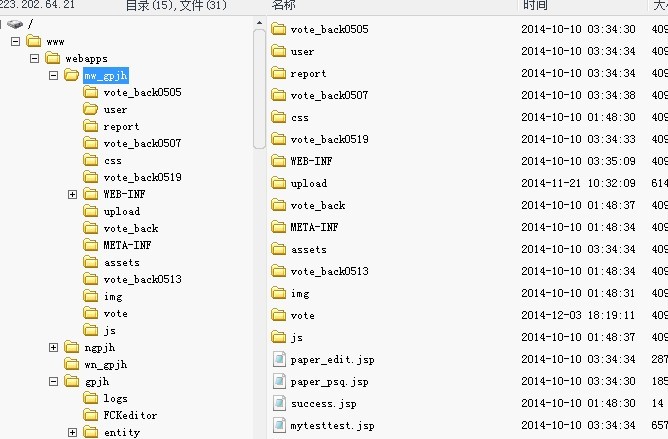 223.202.64.21 目录(15),文件(31) 名称 时间 大
/
www
webapps
mw_gpjh
vote_back0505
user
report
vote_back0507
css
vote_back0519
WEB-INF
upload
vote_back
META-INF
assets
vote_back0513
img
vote
js
ngpjh
wn_gpjh
gpjh
logs
FCKeditor
entity
vote_back0505 2014-10-10 03:34:30 409
user 2014-10-10 03:34:34 409
report 2014-10-10 03:34:34 409
vote_back0507 2014-10-10 03:34:38 409
css 2014-10-10 01:48:30 409
vote_back0519 2014-10-10 03:34:33 409
WEB-INF 2014-10-10 03:35:09 409
upload 2014-11-21 10:32:09 614
vote_back 2014-10-10 01:48:37 409
META-INF 2014-10-10 01:48:37 409
assets 2014-10-10 03:34:34 409
vote_back0513 2014-10-10 01:48:34 409
img 2014-10-10 01:48:31 409
vote 2014-12-03 18:19:11 409
js 2014-10-10 01:48:37 409
paper_edit.jsp 2014-10-10 03:34:34 287
paper_psq.jsp 2014-10-10 03:34:30 185
success.jsp 2014-10-10 01:48:30 14
mytesttest.jsp 2014-10-10 03:34:34 657